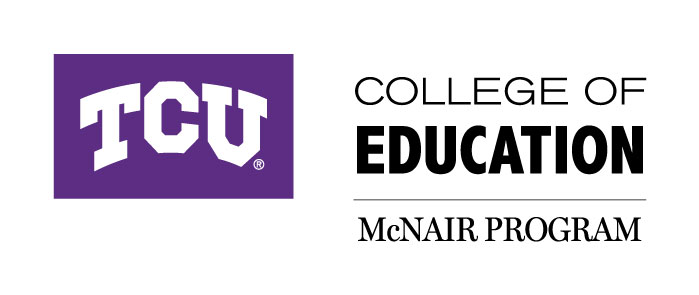 TCU®
COLLEGE OF
EDUCATION
McNAIR PROGRAM